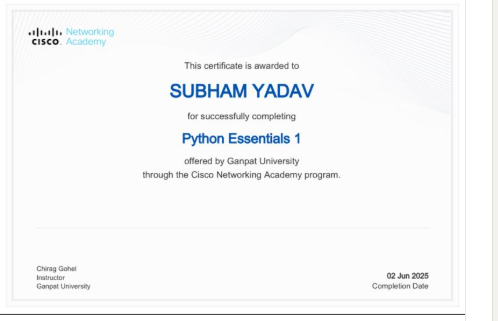 Networking
CISCO. Academy
This certificate is awarded to
SUBHAM YADAV
for successfully completing
Python Essentials 1
offered by Ganpat University
through the Cisco Networking Academy program.
Chirag Gohel
Instructor
Ganpat University
02 Jun 2025
Completion Date